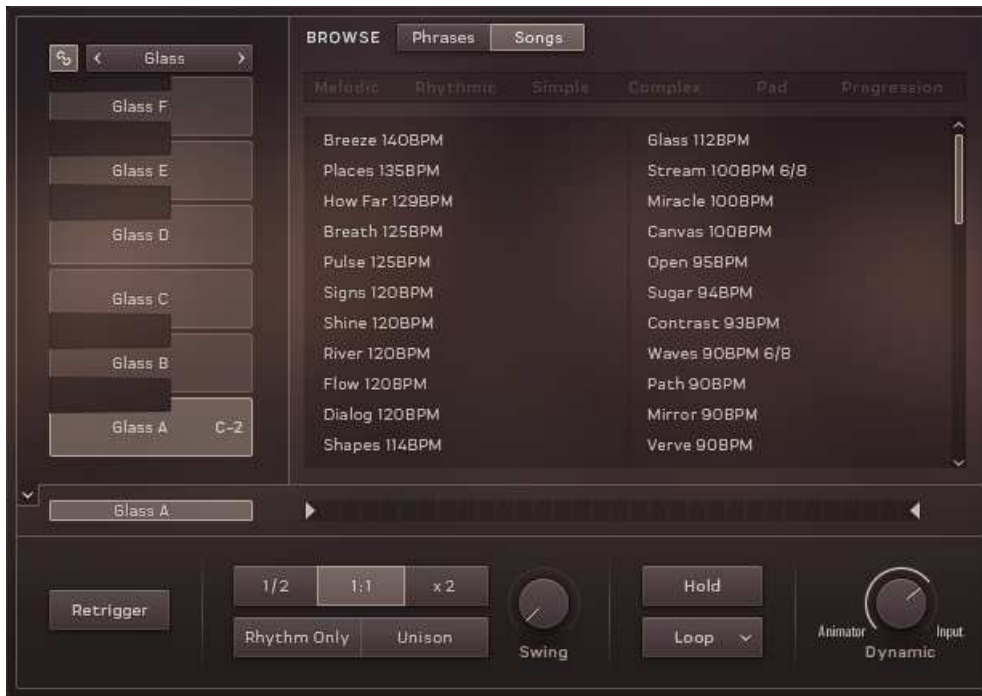 BROWSE Phrases Songs
Glass
Melodic Rhythmic Simple Complex Pad Progression
Glass F
Glass E
Glass D
Glass C
Glass B
Glass A C-2
Breeze 140BPM
Places 135BPM
How Far 129BPM
Breath 125BPM
Pulse 125BPM
Signs 120BPM
Shine 120BPM
River 120BPM
Flow 120BPM
Dialog 120BPM
Shapes 114BPM
Glass 112BPM
Stream 100BPM 6/8
Miracle 100BPM
Canvas 100BPM
Open 95BPM
Sugar 94BPM
Contrast 93BPM
Waves 90BPM 6/8
Path 90BPM
Mirror 90BPM
Verve 90BPM
Glass A
Retrigger
1/2 1:1 x2
Rhythm Only Unison
Swing
Hold
Loop
Animator Input
Dynamic